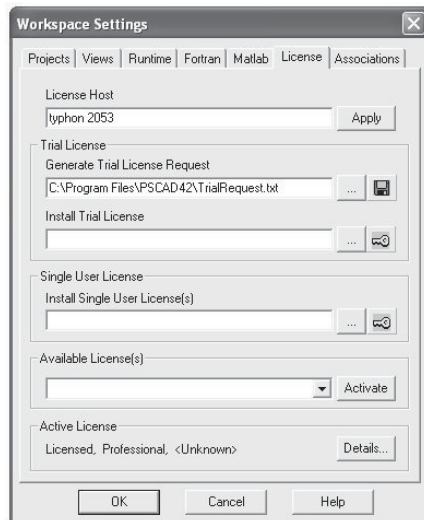 Workspace Settings
Projects Views Runtime Fortran Matlab License Associations
License Host
typhon 2053
Apply
Trial License
Generate Trial License Request
C:\Program Files\PSCAD42\TrialRequest.txt
...
Install Trial License
...
Single User License
Install Single User License(s)
...
Available License(s)
Activate
Active License
Licensed, Professional, <Unknown>
Details...
OK Cancel Help